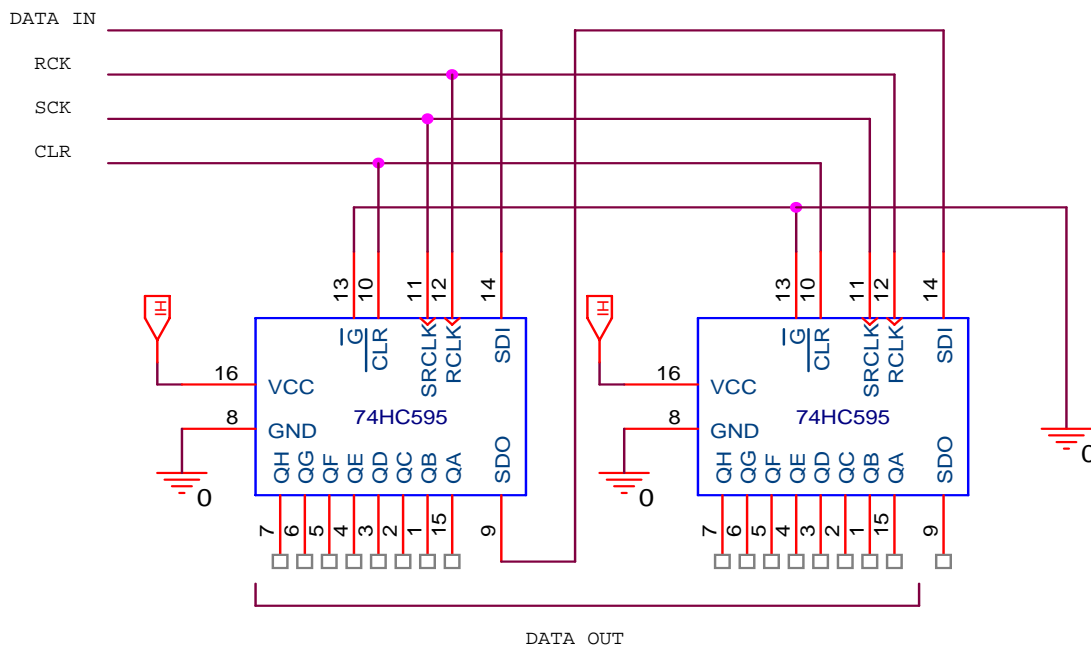 DATA IN
RCK
SCK
CLR
13 10 11 12 14
13 10 11 12 14
H
H
G CLR SRCLK RCLK SDI
G CLR SRCLK RCLK SDI
16 VCC
16 VCC
74HC595
74HC595
8 GND
8 GND
0
0
0
QH QG QF QE QD QC QB QA SDO
QH QG QF QE QD QC QB QA SDO
7 6 5 4 3 2 1 15 9
7 6 5 4 3 2 1 15 9
DATA OUT